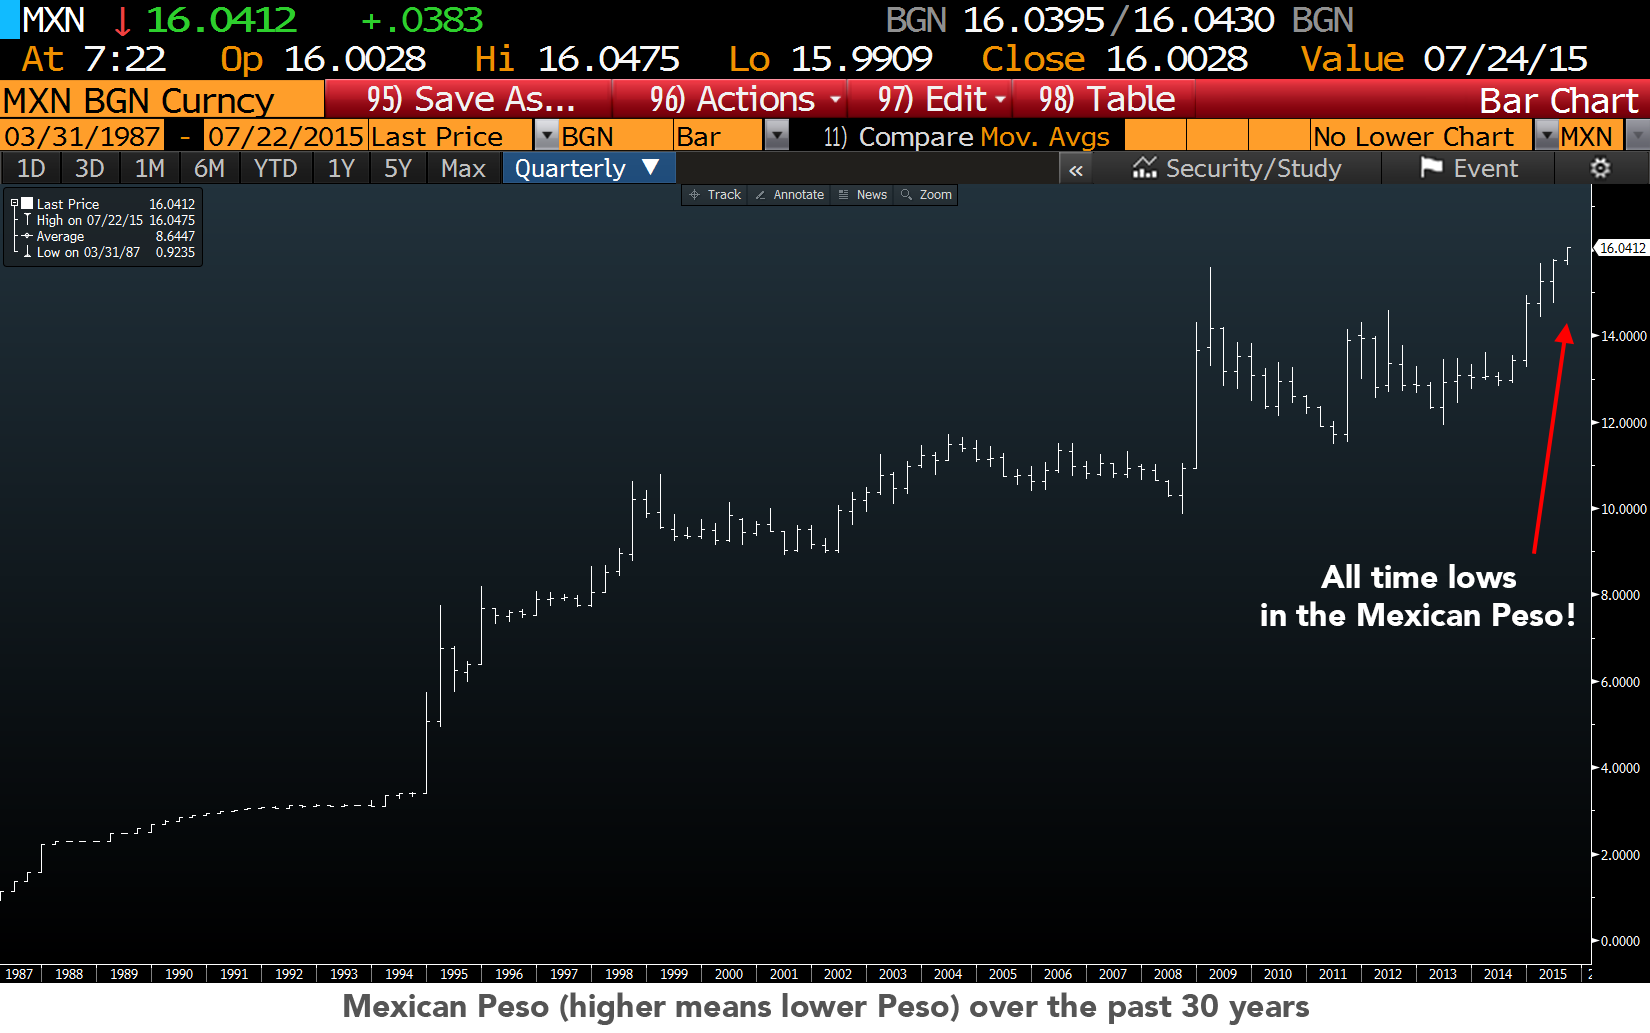 MXN ↓ 16.0412 +.0383 BGN 16.0395/16.0430 BGN
At 7:22 Op 16.0028 Hi 16.0475 Lo 15.9909 Close 16.0028 Value 07/24/15
MXN BGN Curncy 95) Save As... 96) Actions 97) Edit 98) Table Bar Chart
03/31/1987 - 07/22/2015 Last Price BGN Bar 11) Compare Mov. Avgs No Lower Chart MXN
1D 3D 1M 6M YTD 1Y 5Y Max Quarterly ▼ « Security/Study Event
Track Annotate News Zoom
Last Price 16.0412
High on 07/22/15 16.0475
Average 8.6447
Low on 03/31/87 0.9235
16.0412
14.0000
12.0000
10.0000
8.0000
6.0000
4.0000
2.0000
0.0000
All time lows
in the Mexican Peso!
1987 1988 1989 1990 1991 1992 1993 1994 1995 1996 1997 1998 1999 2000 2001 2002 2003 2004 2005 2006 2007 2008 2009 2010 2011 2012 2013 2014 2015
Mexican Peso (higher means lower Peso) over the past 30 years